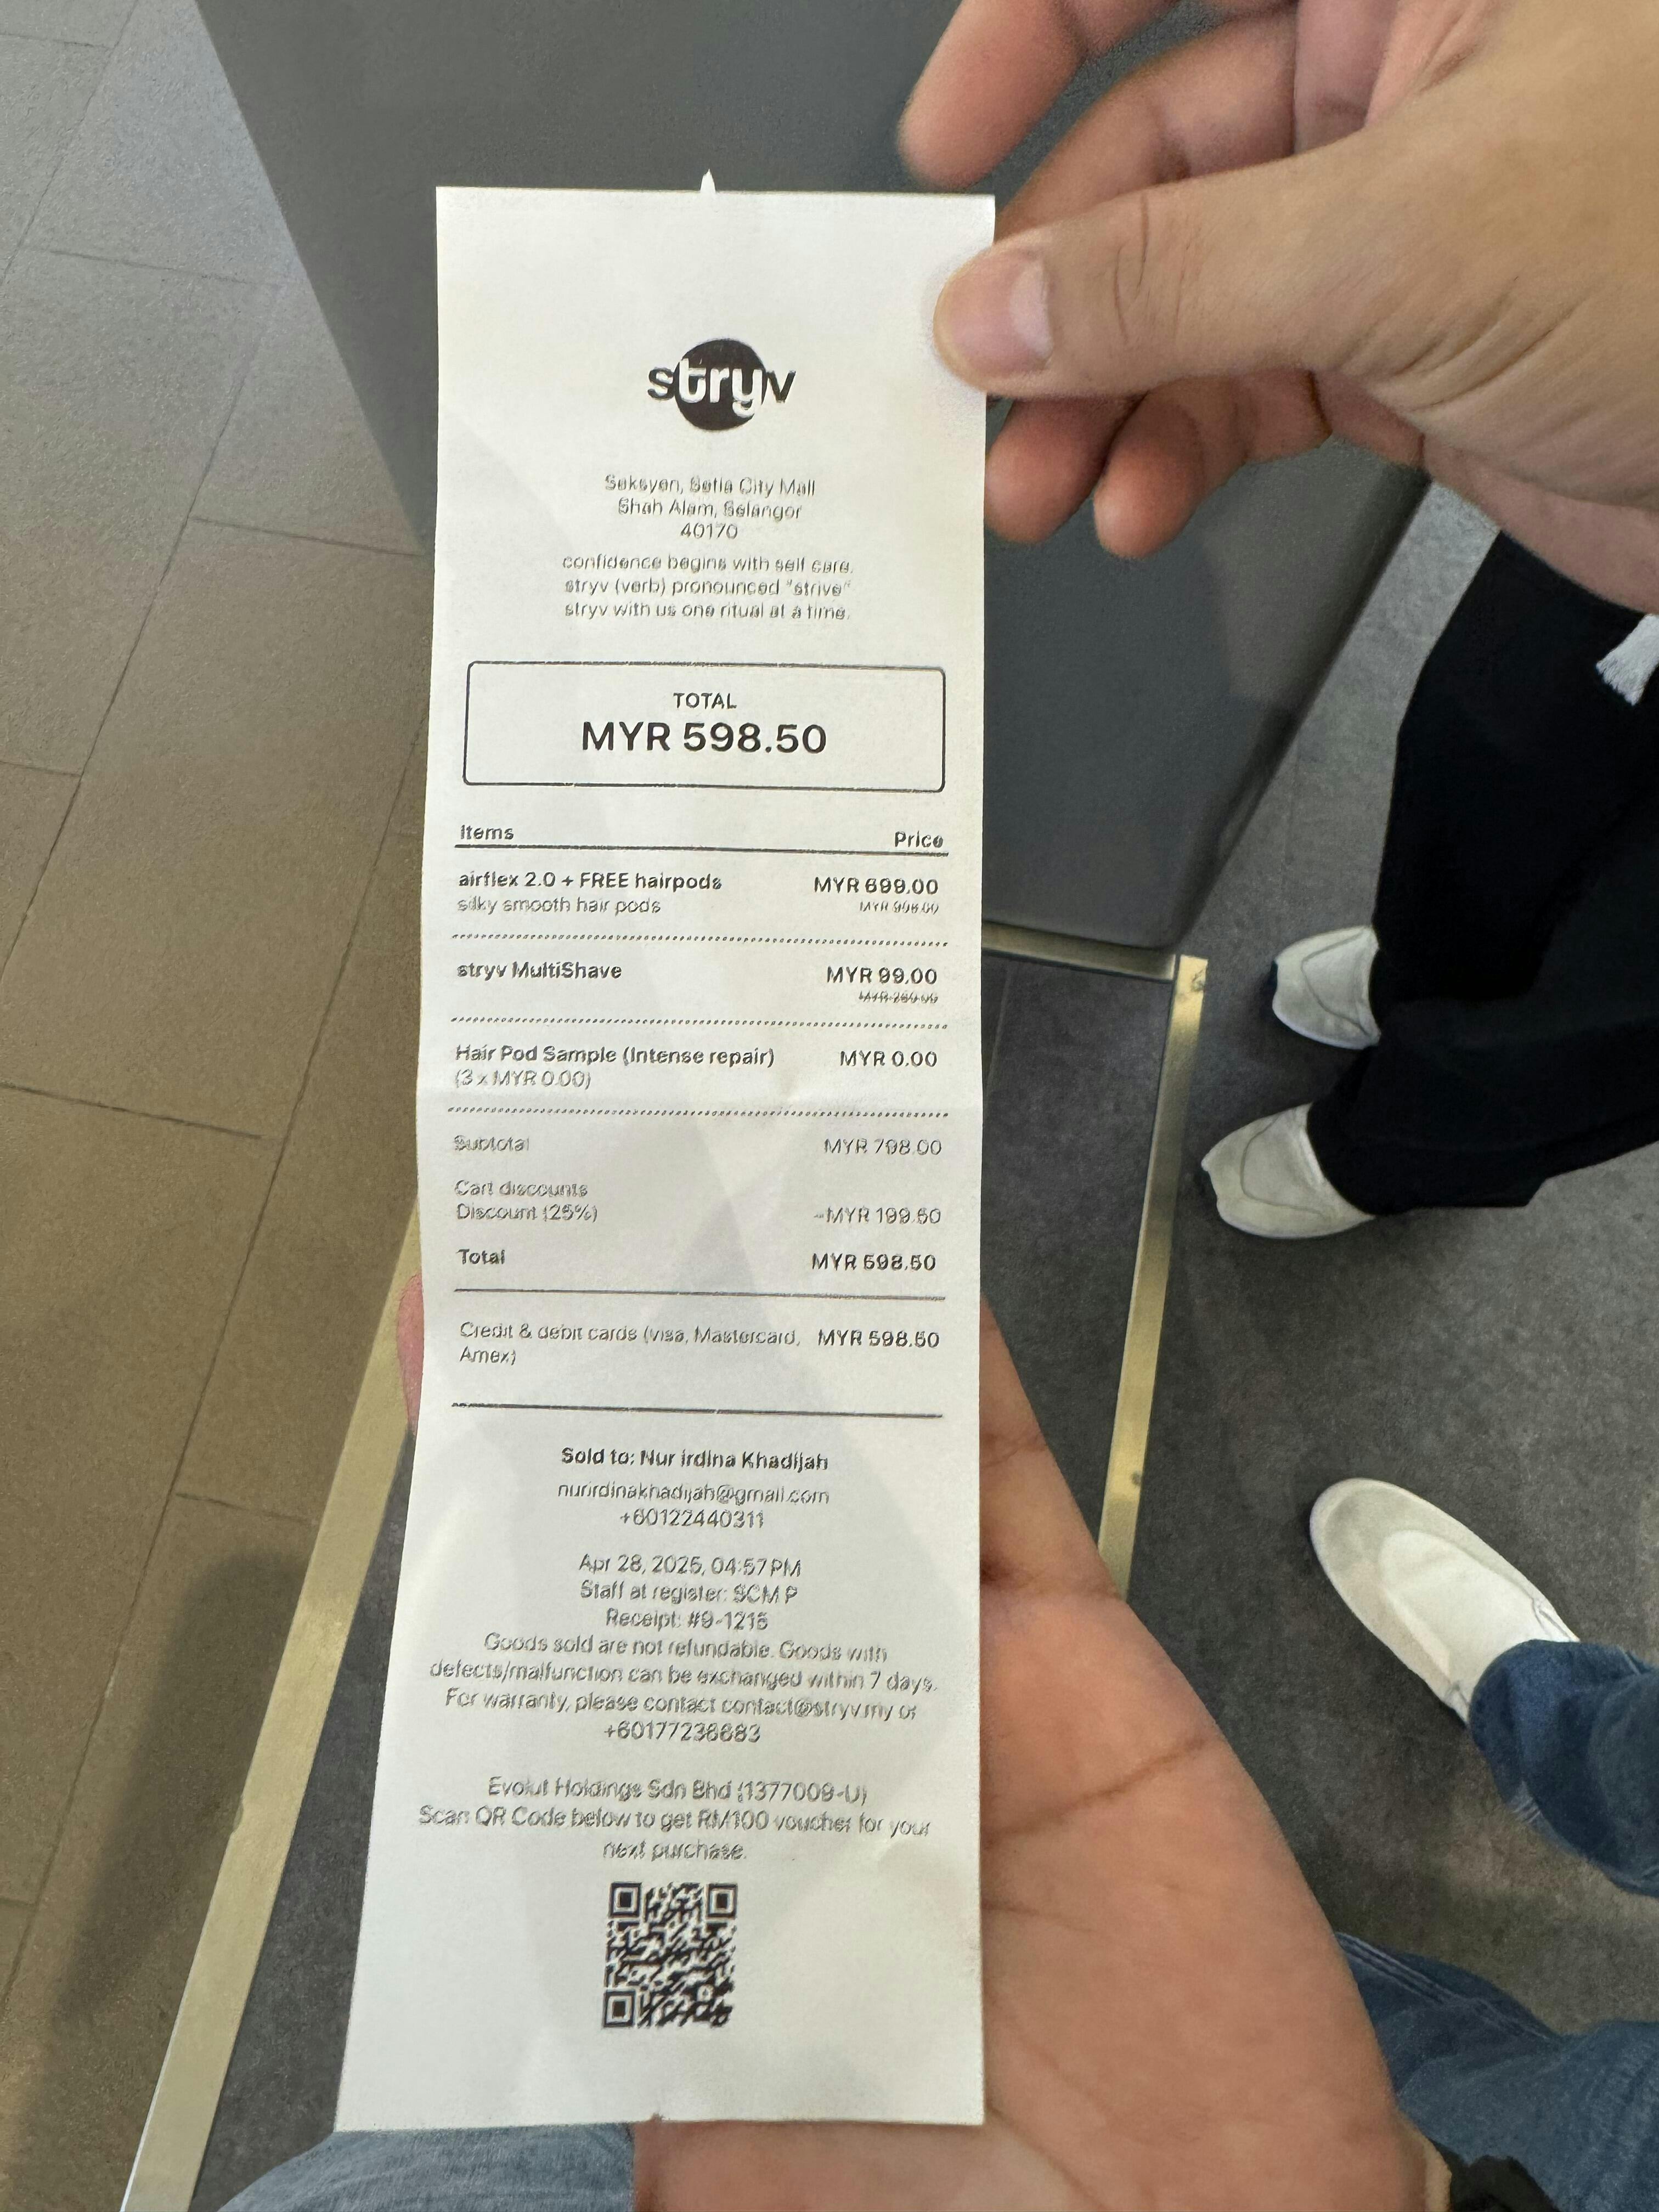 stryv
Seksyen, Setia City Mall
Shah Alam, Selangor
40170
confidence begins with self care.
stryv (verb) pronounced "strive"
stryv with us one ritual at a time.
TOTAL
MYR 598.50
Items Price
airflex 2.0 + FREE hairpods MYR 699.00
silky smooth hair pods
stryv MultiShave MYR 99.00
Hair Pod Sample (Intense repair) MYR 0.00
(3 x MYR 0.00)
Subtotal MYR 798.00
Cart discounts
Discount (25%) -MYR 199.50
Total MYR 598.50
Credit & debit cards (visa, Mastercard, MYR 598.50
Amex)
Sold to: Nur irdina Khadijah
nurirdinakhadijah@gmail.com
+60122440311
Apr 28, 2025, 04:57 PM
Staff at register: SCM P
Receipt: #9-1215
Goods sold are not refundable. Goods with
defects/malfunction can be exchanged within 7 days.
For warranty, please contact contact@stryv.my or
Evolut Holdings Sdn Bhd (1377009-U)
Scan QR Code below to get RM100 voucher for your
next purchase.